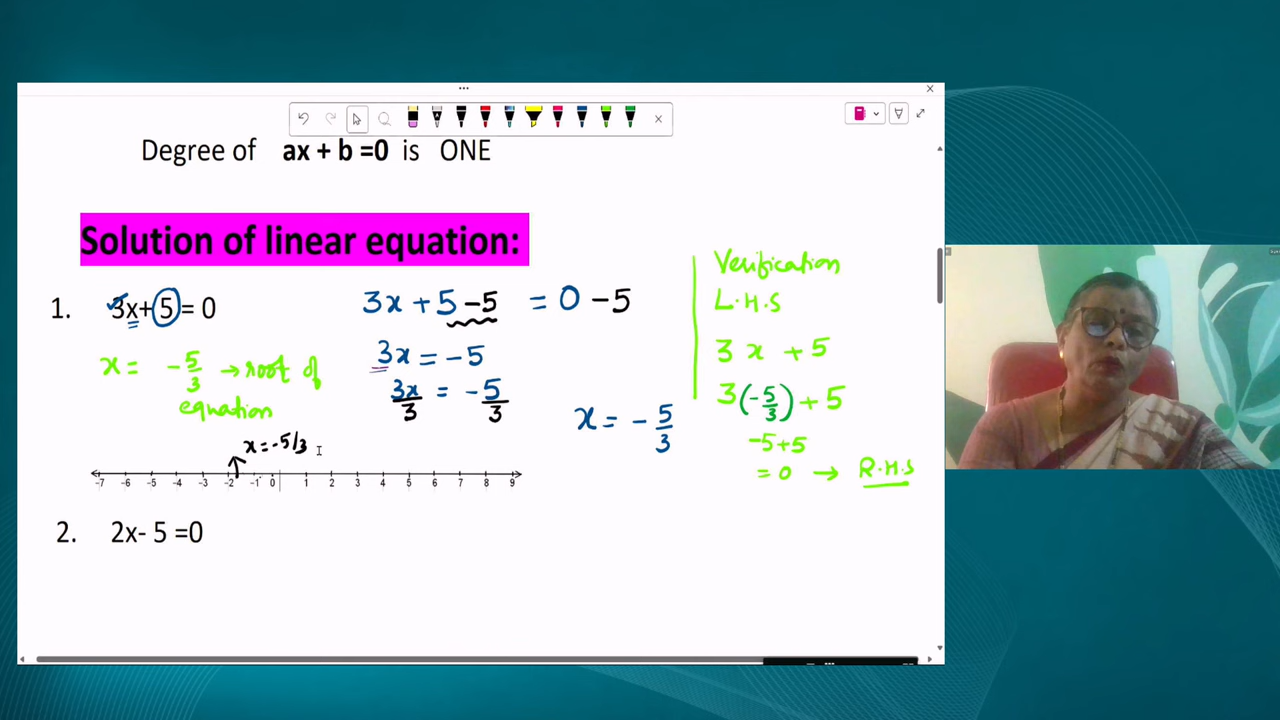 Degree of ax + b =0 is ONE
Solution of linear equation:
1. 3x+ 5 = 0
3x + 5 - 5 = 0 - 5
3x = -5
3x/3 = -5/3
x = -5/3
x = -5/3 → root of
equation
x = -5/3
-7 -6 -5 -4 -3 -2 -1 0 1 2 3 4 5 6 7 8 9
Verification
L.H.S
3x + 5
3(-5/3) + 5
-5+5
= 0 → R.H.S
2. 2x- 5 =0